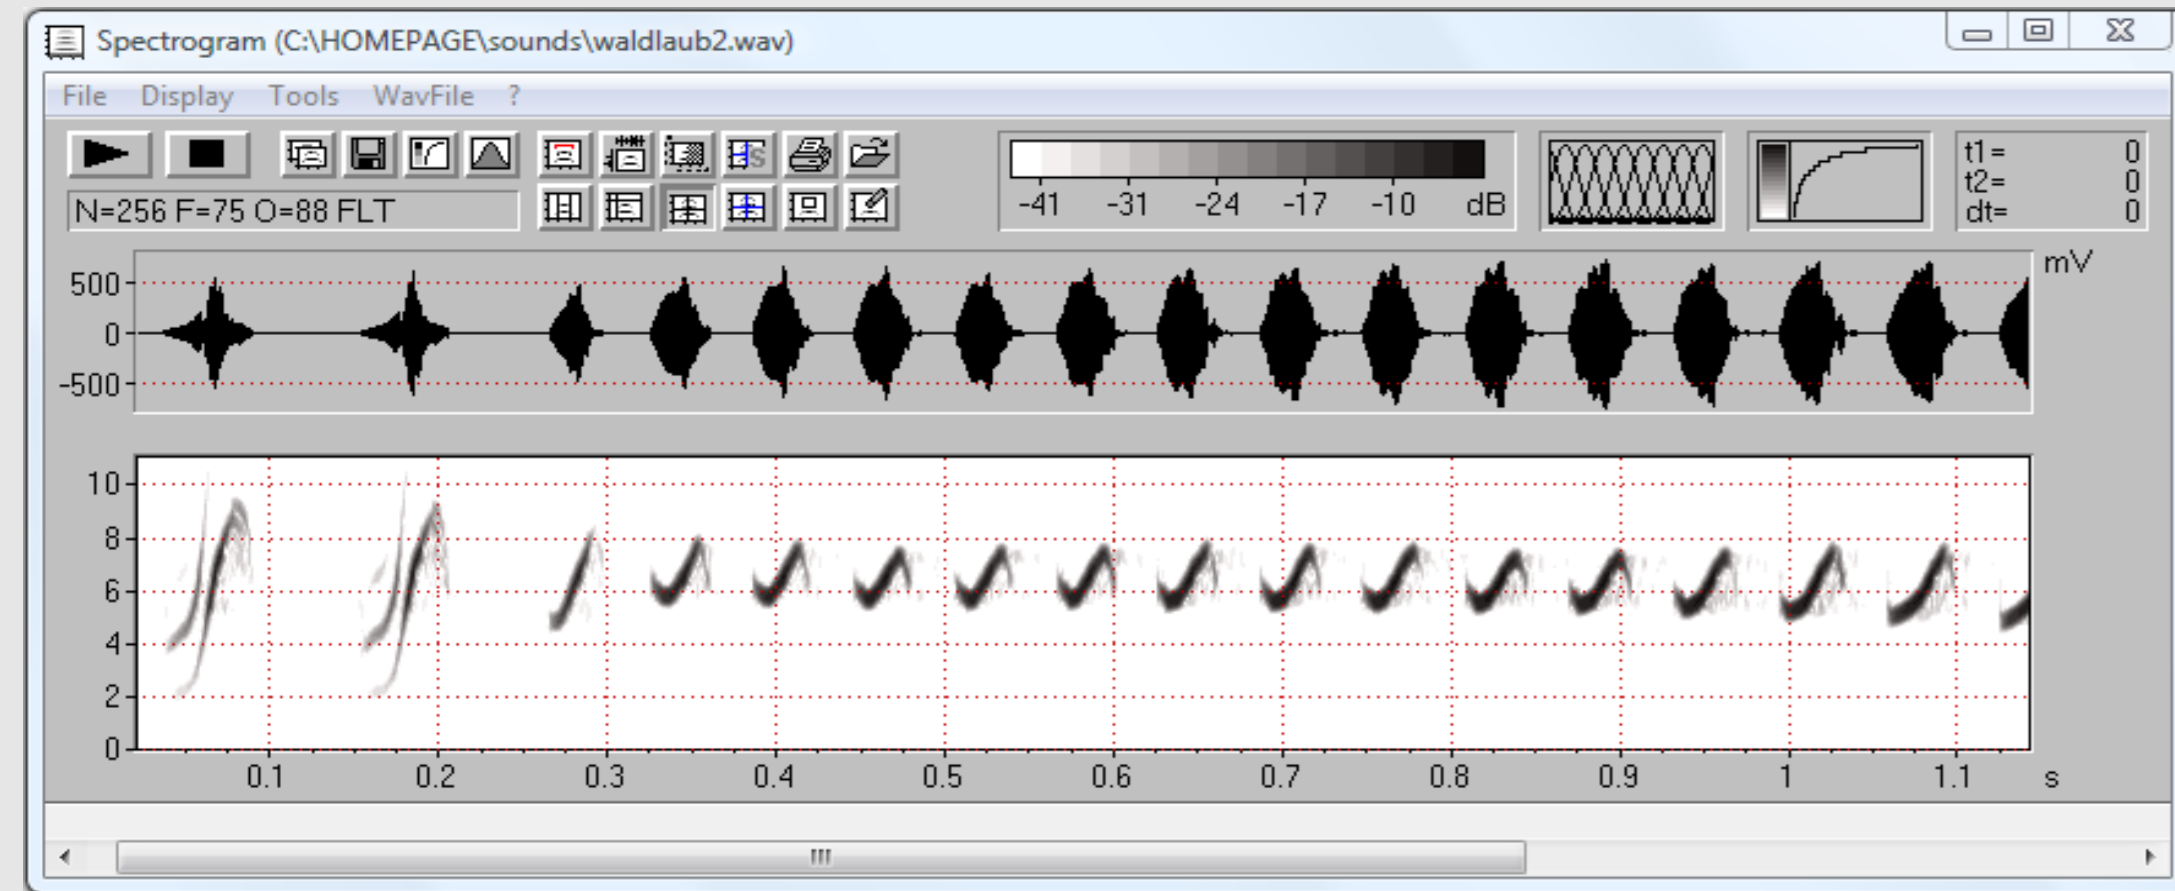 Spectrogram (C:\HOMEPAGE\sounds\waldlaub2.wav)
File Display Tools WavFile ?
N=256 F=75 O=88 FLT
-41 -31 -24 -17 -10 dB
t1= 0
t2= 0
dt= 0
mV
500
0
-500
10
8
6
4
2
0
0.1 0.2 0.3 0.4 0.5 0.6 0.7 0.8 0.9 1 1.1 s